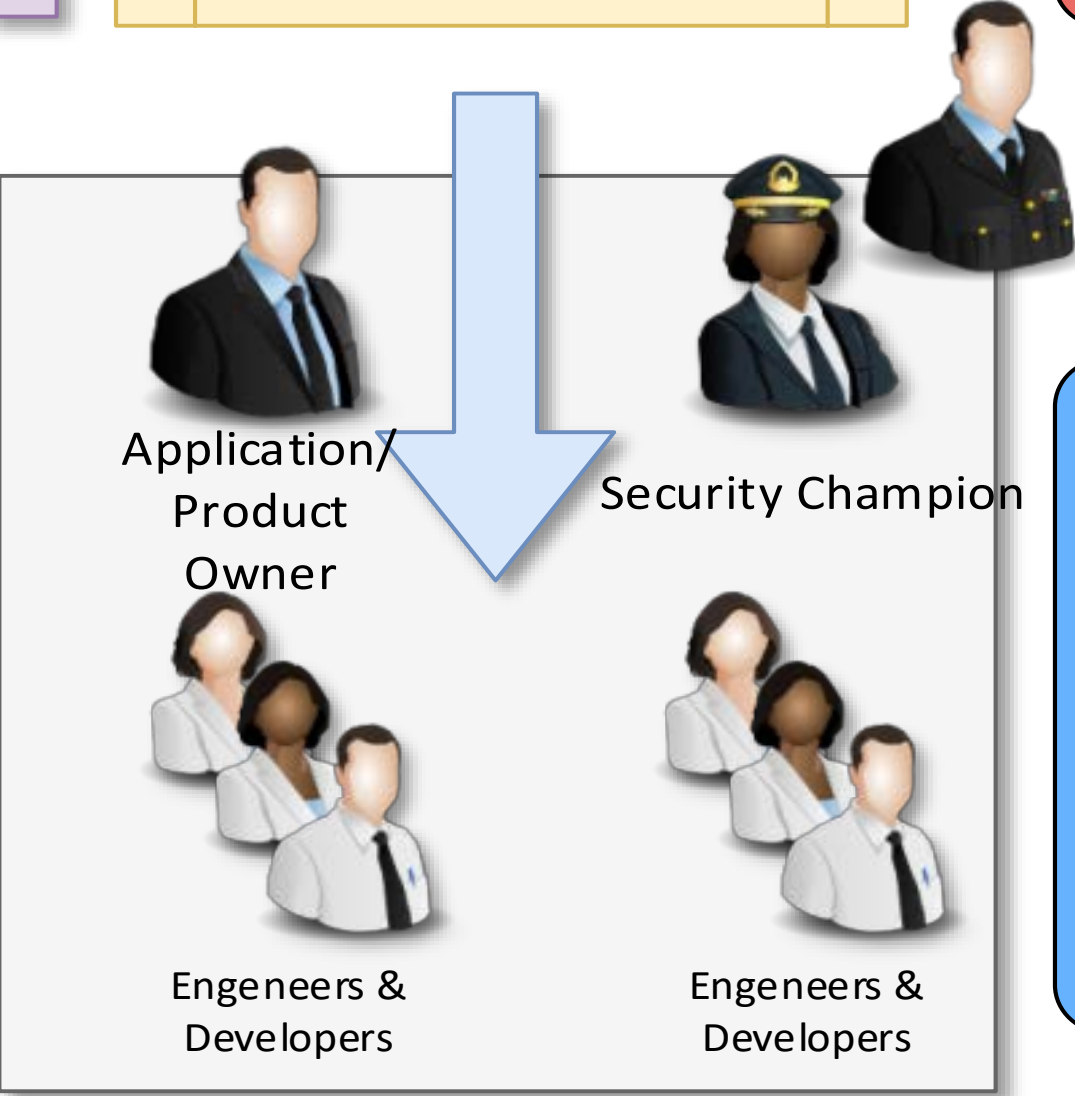 Application/
Product
Owner
Security Champion
Engeneers &
Developers
Engeneers &
Developers